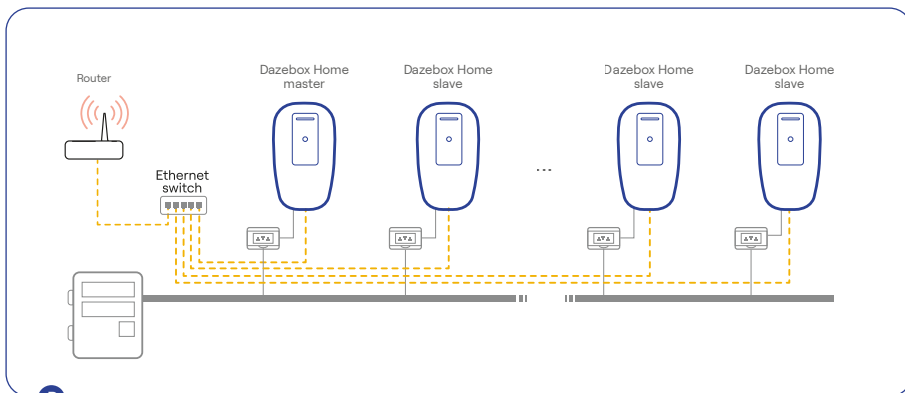 Router
Dazebox Home
master
Dazebox Home
slave
Dazebox Home
slave
Dazebox Home
slave
Ethernet
switch
...